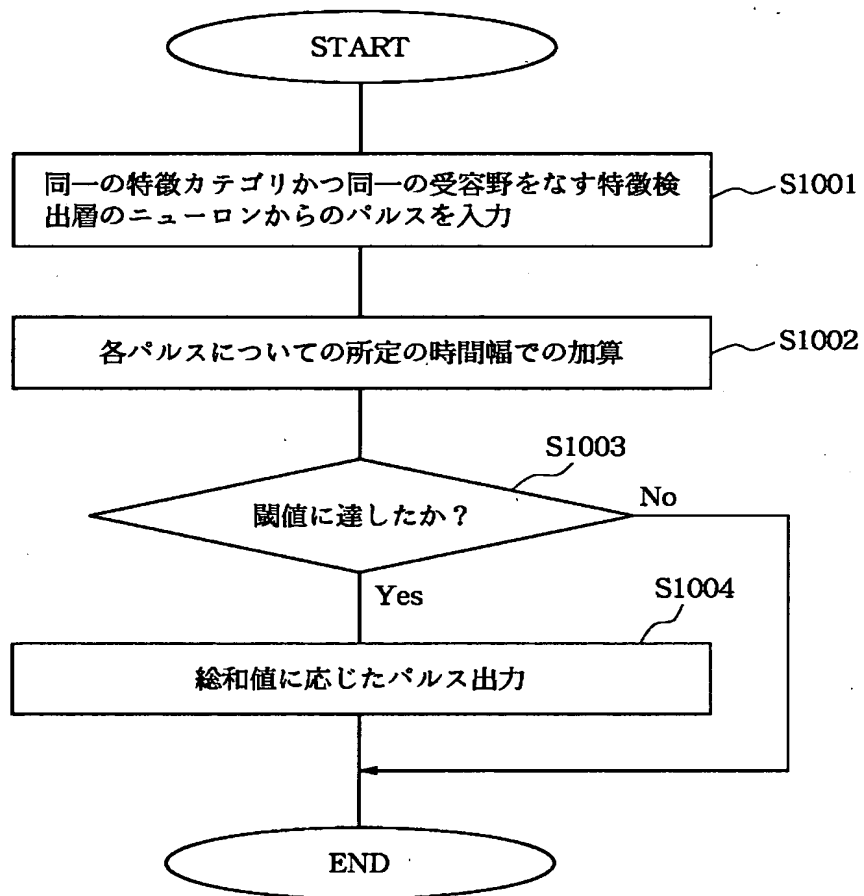 START
同一の特徴カテゴリかつ同一の受容野をなす特徴検
出層のニューロンからのパルスを入力
S1001
各パルスについての所定の時間幅での加算
S1002
S1003
閾値に達したか？
No
Yes
S1004
総和値に応じたパルス出力
END